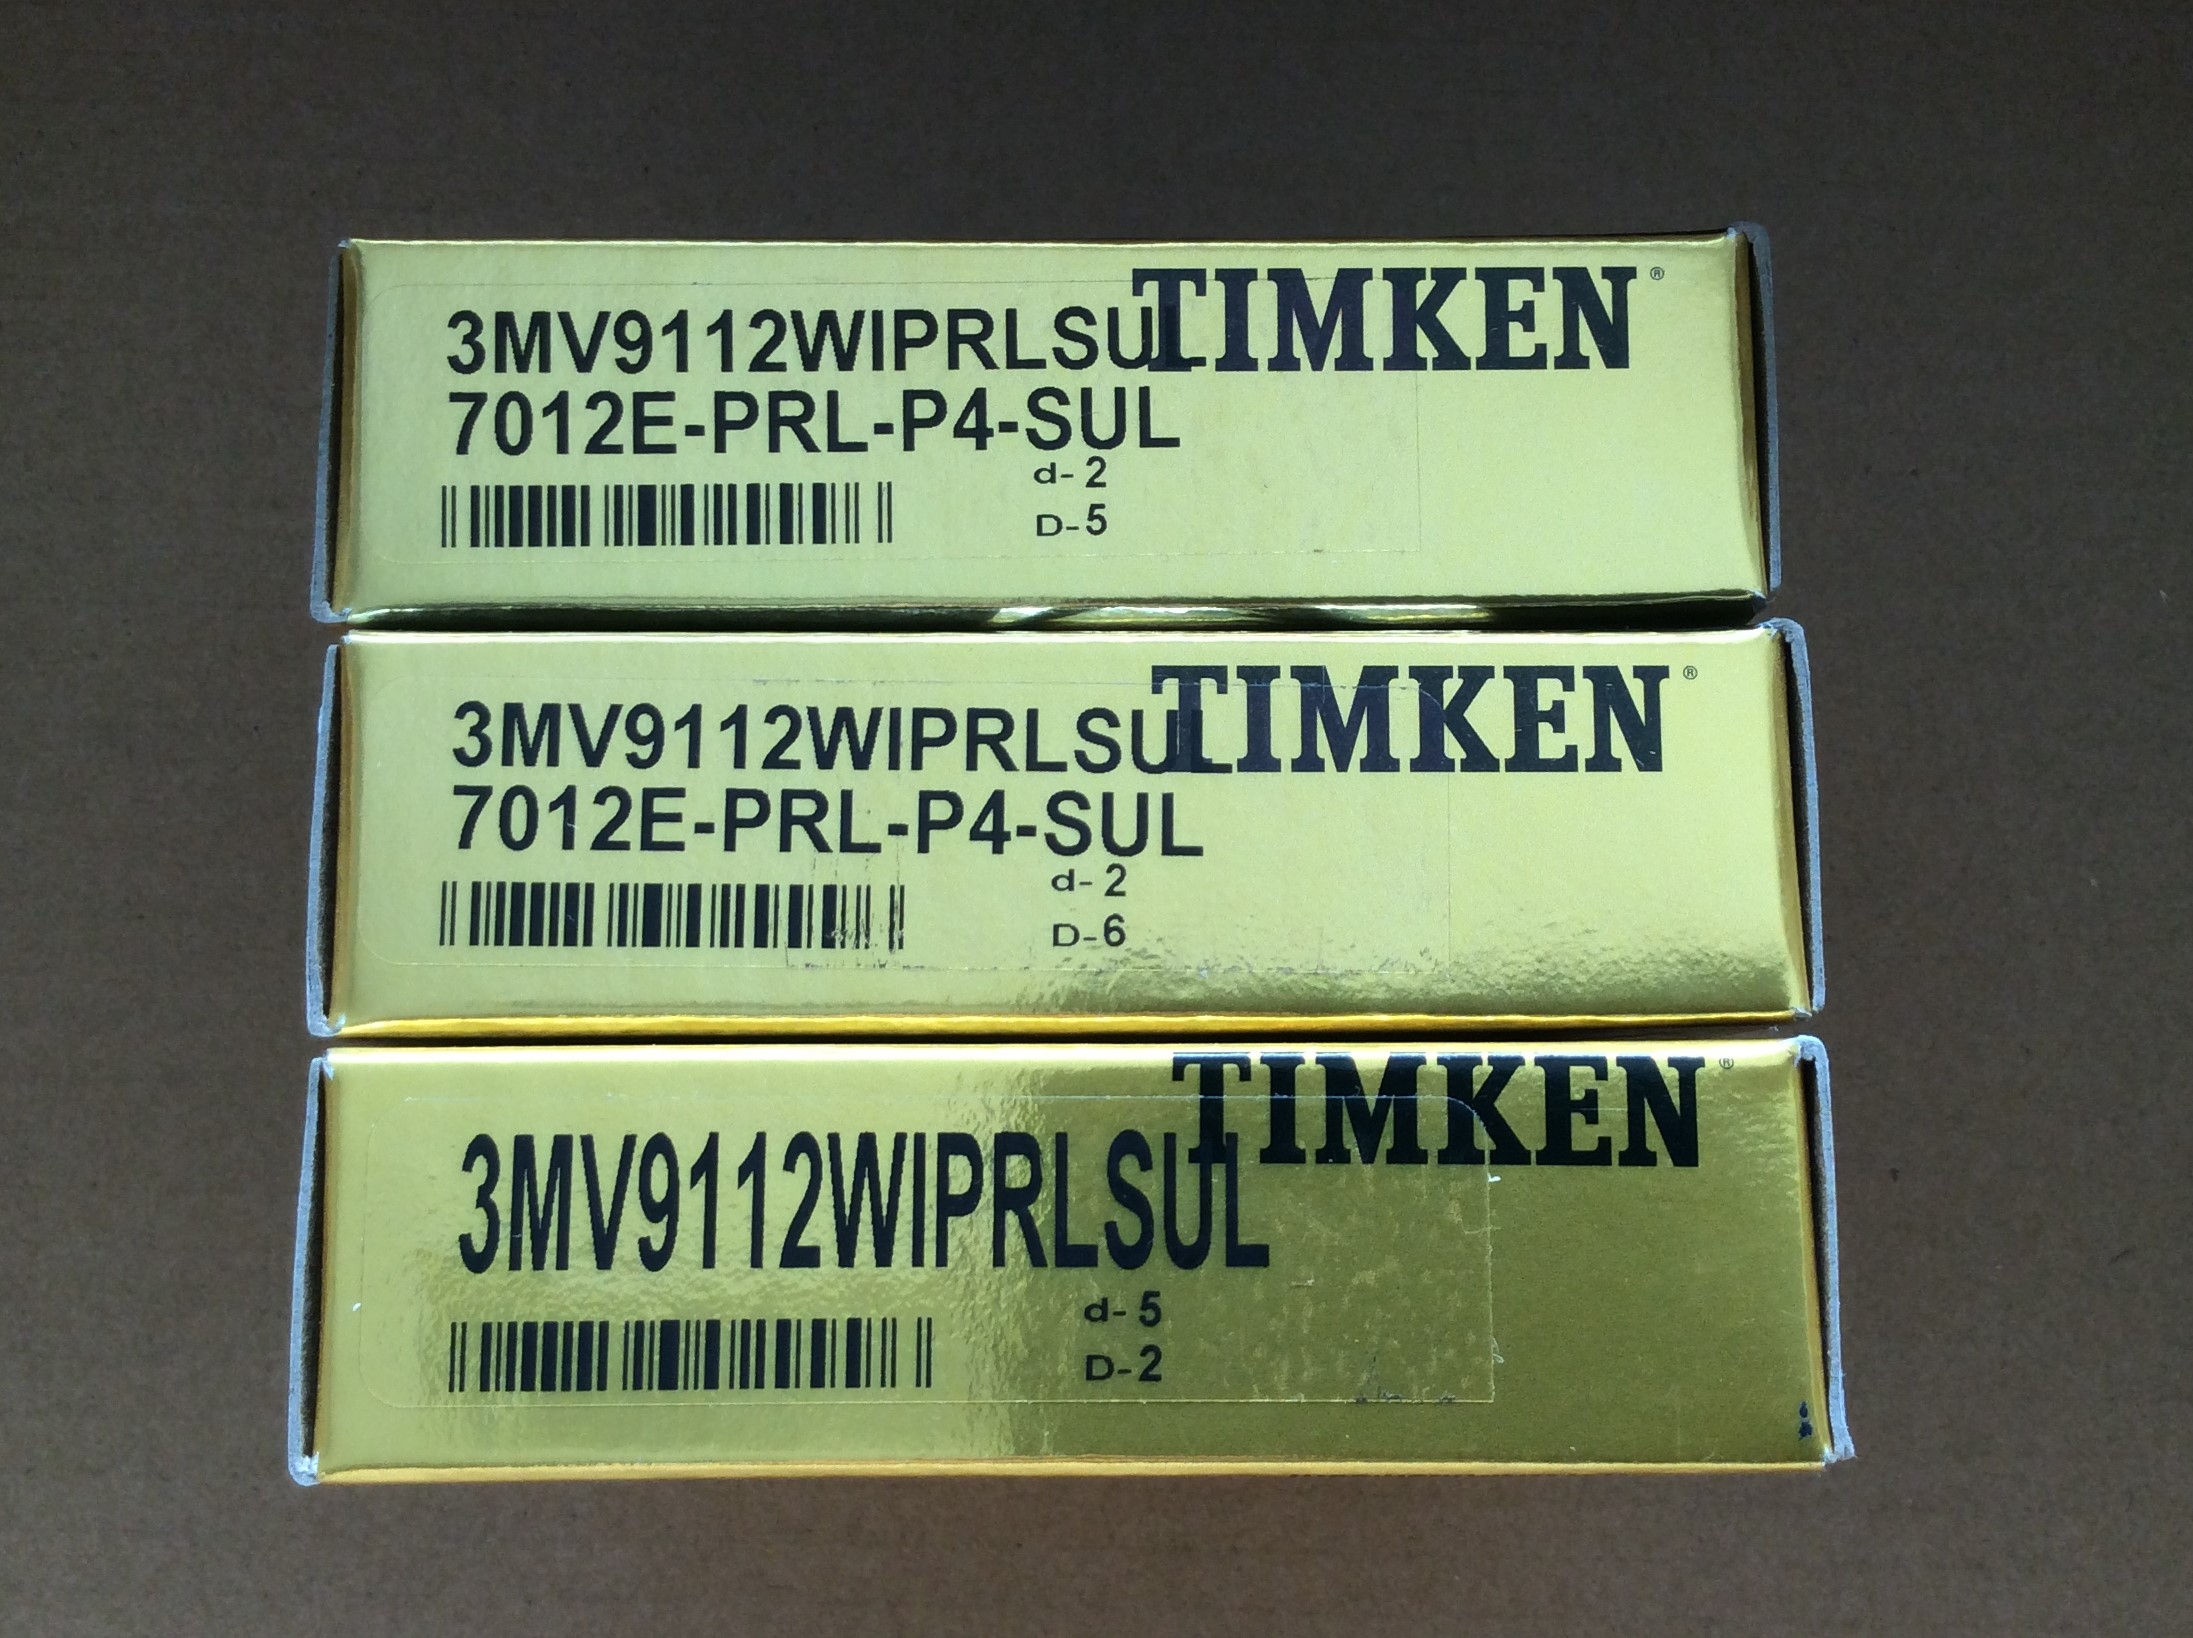 TIMKEN®
3MV9112WIPRLSUL
7012E-PRL-P4-SUL
d-2
D-5
TIMKEN®
3MV9112WIPRLSUL
7012E-PRL-P4-SUL
d-2
D-6
TIMKEN®
3MV9112WIPRLSUL
d-5
D-2